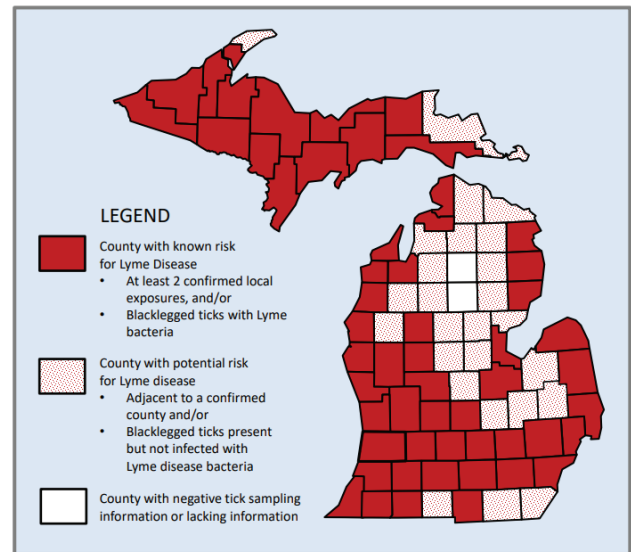 LEGEND
County with known risk
for Lyme Disease
• At least 2 confirmed local
exposures, and/or
• Blacklegged ticks with Lyme
bacteria
County with potential risk
for Lyme disease
• Adjacent to a confirmed
county and/or
• Blacklegged ticks present
but not infected with
Lyme disease bacteria
County with negative tick sampling
information or lacking information